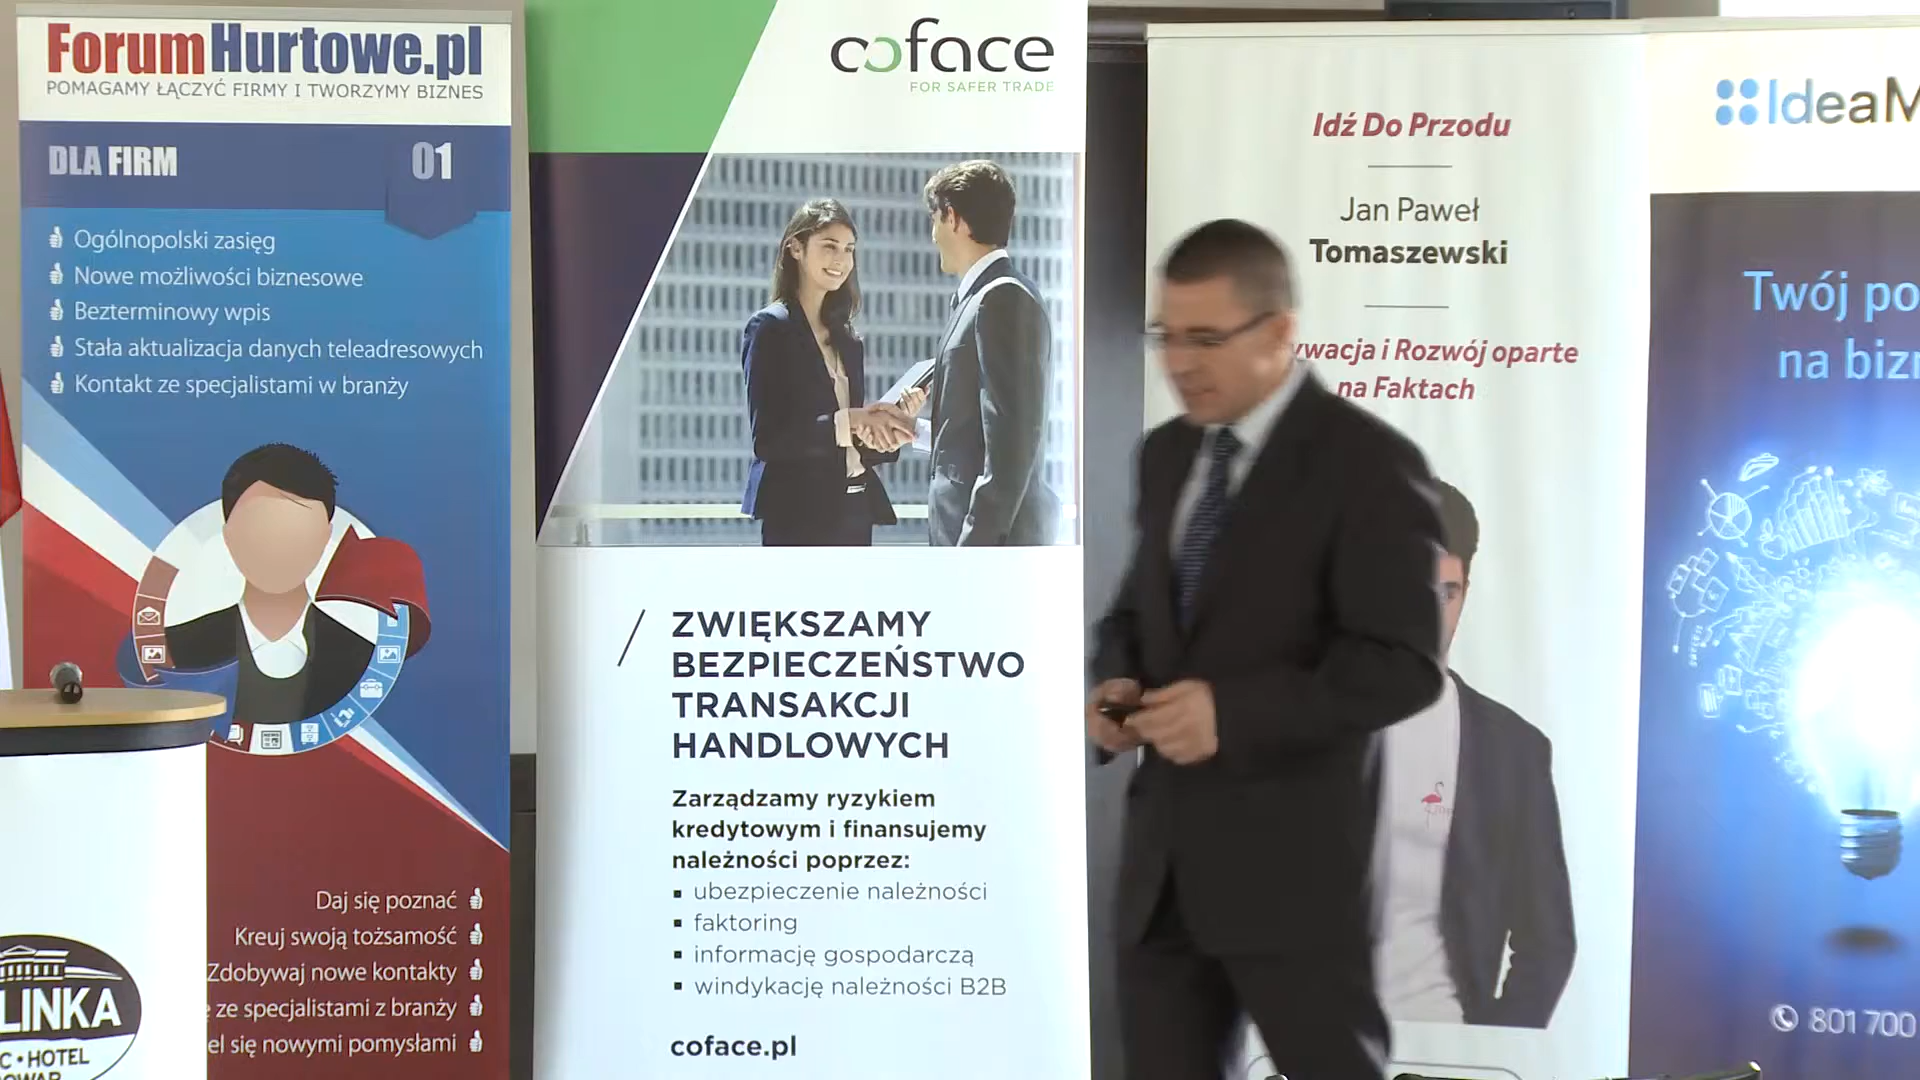 ForumHurtowe.pl
POMAGAMY ŁĄCZYĆ FIRMY I TWORZYMY BIZNES
DLA FIRM
01
Ogólnopolski zasięg
Nowe możliwości biznesowe
Bezterminowy wpis
Stała aktualizacja danych teleadresowych
Kontakt ze specjalistami w branży
Daj się poznać
Kreuj swoją tożsamość
Zdobywaj nowe kontakty
ze specjalistami z branży
się nowymi pomysłami
LINKA
HOTEL
coface
FOR SAFER TRADE
/ ZWIĘKSZAMY
BEZPIECZEŃSTWO
TRANSAKCJI
HANDLOWYCH
Zarządzamy ryzykiem
kredytowym i finansujemy
należności poprzez:
▪ ubezpieczenie należności
▪ faktoring
▪ informację gospodarczą
▪ windykację należności B2B
coface.pl
Idź Do Przodu
Jan Paweł
Tomaszewski
ywacja i Rozwój oparte
na Faktach
IdeaM
Twój po
na bizn
801 700